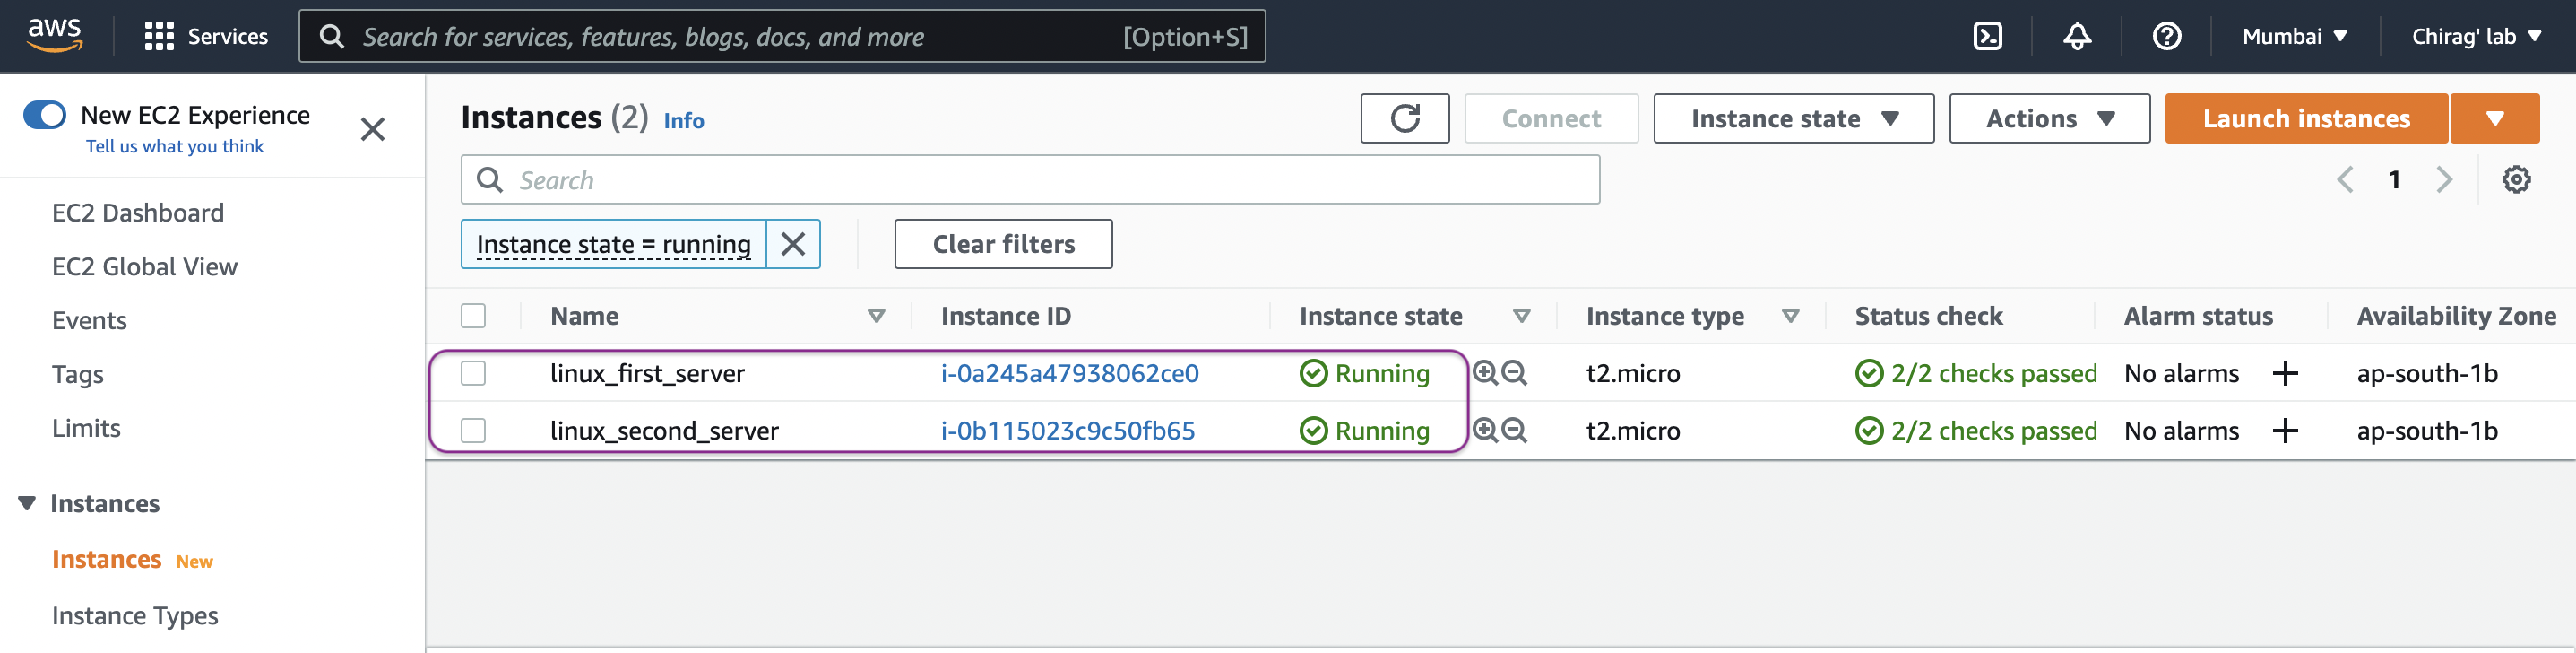 aws Services Search for services, features, blogs, docs, and more [Option+S] Mumbai Chirag' lab
New EC2 Experience
Tell us what you think
EC2 Dashboard
EC2 Global View
Events
Tags
Limits
Instances
Instances New
Instance Types
Instances (2) Info Connect Instance state Actions Launch instances
Search 1
Instance state = running Clear filters
Name Instance ID Instance state Instance type Status check Alarm status Availability Zone
linux_first_server i-0a245a47938062ce0 Running t2.micro 2/2 checks passed No alarms + ap-south-1b
linux_second_server i-0b115023c9c50fb65 Running t2.micro 2/2 checks passed No alarms + ap-south-1b